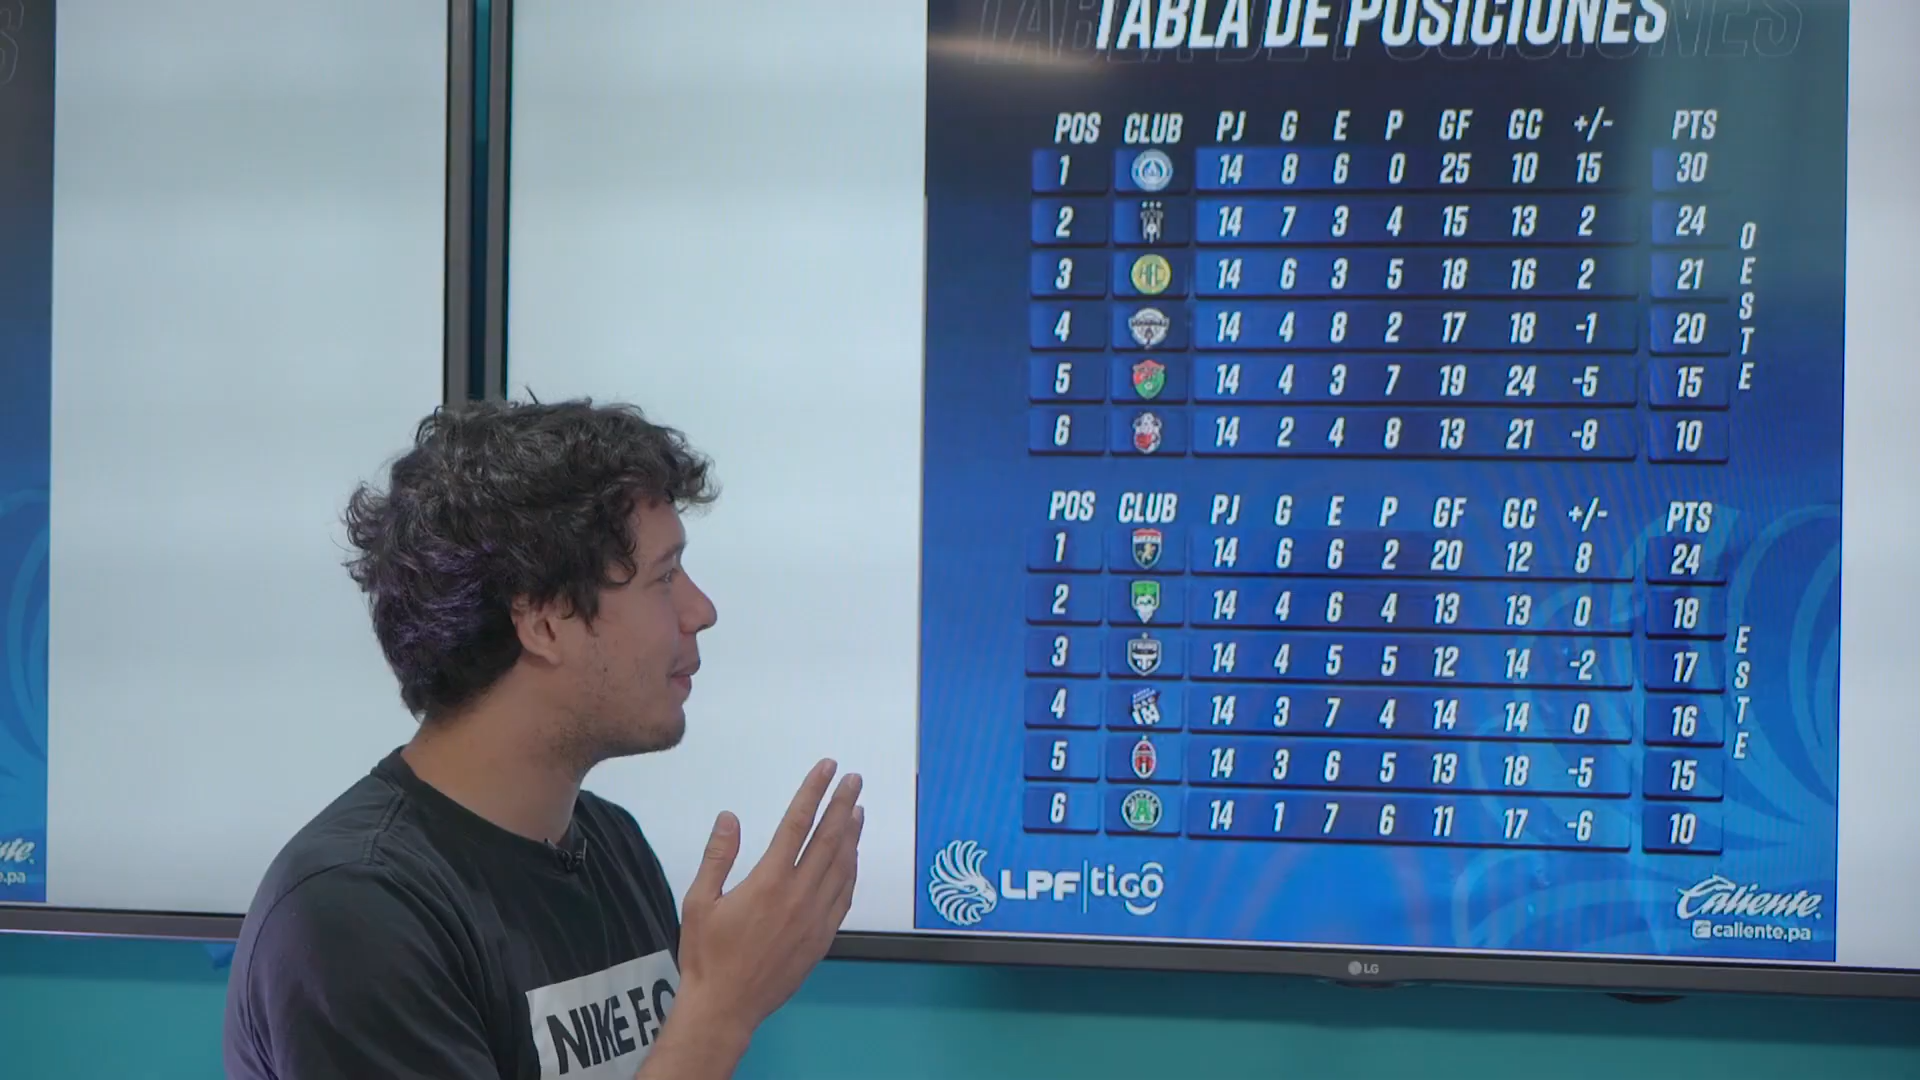 TABLA DE POSICIONES
POS CLUB PJ G E P GF GC +/- PTS
1 14 8 6 0 25 10 15 30
2 14 7 3 4 15 13 2 24
3 14 6 3 5 18 16 2 21
4 14 4 8 2 17 18 -1 20
5 14 4 3 7 19 24 -5 15
6 14 2 4 8 13 21 -8 10
OESTE
POS CLUB PJ G E P GF GC +/- PTS
1 14 6 6 2 20 12 8 24
2 14 4 6 4 13 13 0 18
3 14 4 5 5 12 14 -2 17
4 14 3 7 4 14 14 0 16
5 14 3 6 5 13 18 -5 15
6 14 1 7 6 11 17 -6 10
ESTE
LPF tigo
Caliente.
caliente.pa
LG
NIKE F.C.